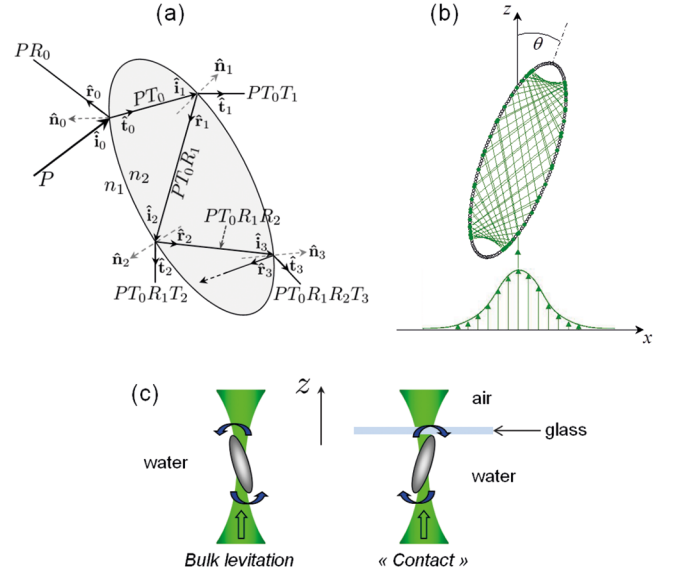 (a)
PR₀
n̂₁
r̂₀
PT₀
î₁
t̂₁
PT₀T₁
n̂₀
t̂₀
r̂₁
î₀
P
n₁
n₂
PT₀R₁
î₂
PT₀R₁R₂
r̂₂
î₃
n̂₃
n̂₂
t̂₂
r̂₃
t̂₃
PT₀R₁T₂
PT₀R₁R₂T₃
(b)
z
θ
x
(c)
z
air
glass
water
water
Bulk levitation
« Contact »